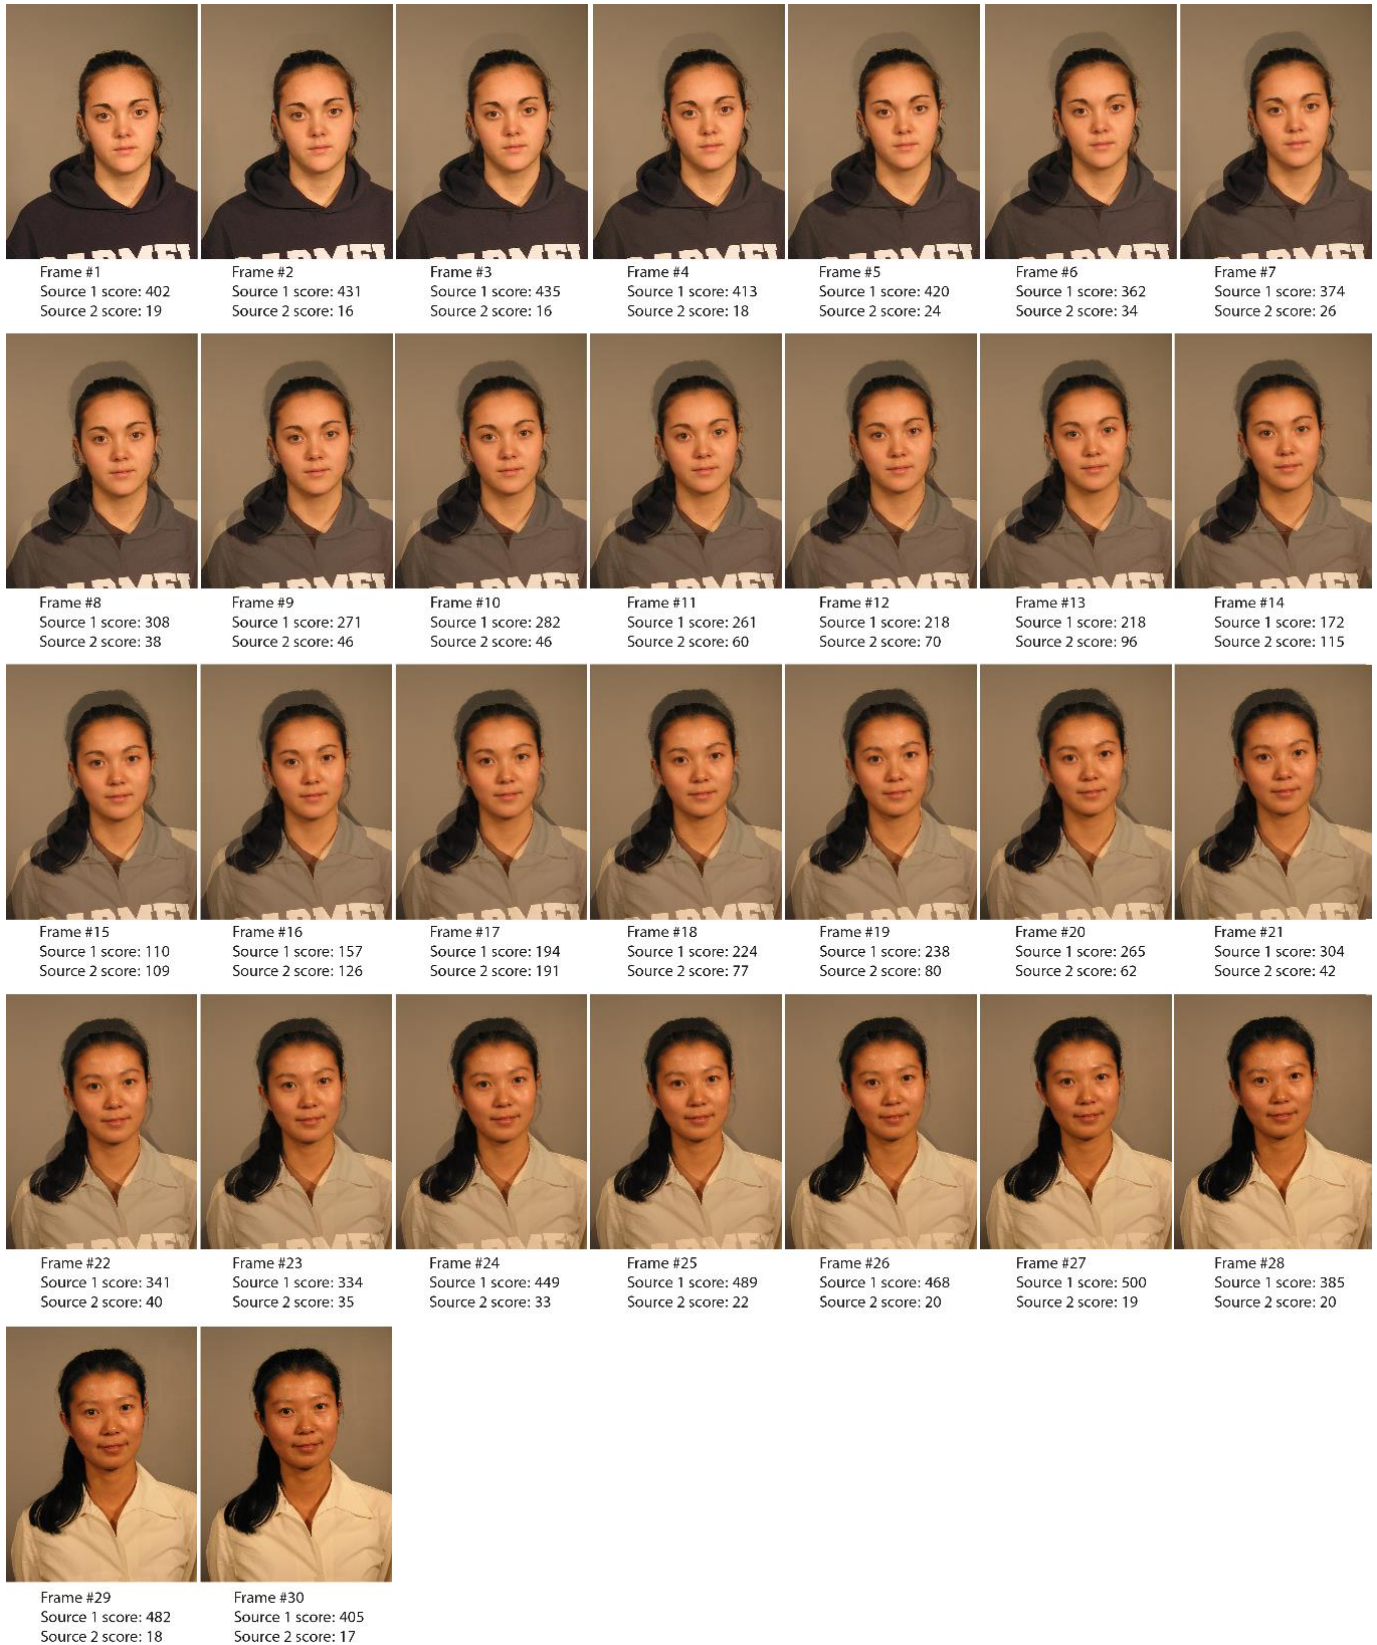 Frame #1
Source 1 score: 402
Source 2 score: 19
Frame #2
Source 1 score: 431
Source 2 score: 16
Frame #3
Source 1 score: 435
Source 2 score: 16
Frame #4
Source 1 score: 413
Source 2 score: 18
Frame #5
Source 1 score: 420
Source 2 score: 24
Frame #6
Source 1 score: 362
Source 2 score: 34
Frame #7
Source 1 score: 374
Source 2 score: 26
Frame #8
Source 1 score: 308
Source 2 score: 38
Frame #9
Source 1 score: 271
Source 2 score: 46
Frame #10
Source 1 score: 282
Source 2 score: 46
Frame #11
Source 1 score: 261
Source 2 score: 60
Frame #12
Source 1 score: 218
Source 2 score: 70
Frame #13
Source 1 score: 218
Source 2 score: 96
Frame #14
Source 1 score: 172
Source 2 score: 115
Frame #15
Source 1 score: 110
Source 2 score: 109
Frame #16
Source 1 score: 157
Source 2 score: 126
Frame #17
Source 1 score: 194
Source 2 score: 191
Frame #18
Source 1 score: 224
Source 2 score: 77
Frame #19
Source 1 score: 238
Source 2 score: 80
Frame #20
Source 1 score: 265
Source 2 score: 62
Frame #21
Source 1 score: 304
Source 2 score: 42
Frame #22
Source 1 score: 341
Source 2 score: 40
Frame #23
Source 1 score: 334
Source 2 score: 35
Frame #24
Source 1 score: 449
Source 2 score: 33
Frame #25
Source 1 score: 489
Source 2 score: 22
Frame #26
Source 1 score: 468
Source 2 score: 20
Frame #27
Source 1 score: 500
Source 2 score: 19
Frame #28
Source 1 score: 385
Source 2 score: 20
Frame #29
Source 1 score: 482
Source 2 score: 18
Frame #30
Source 1 score: 405
Source 2 score: 17